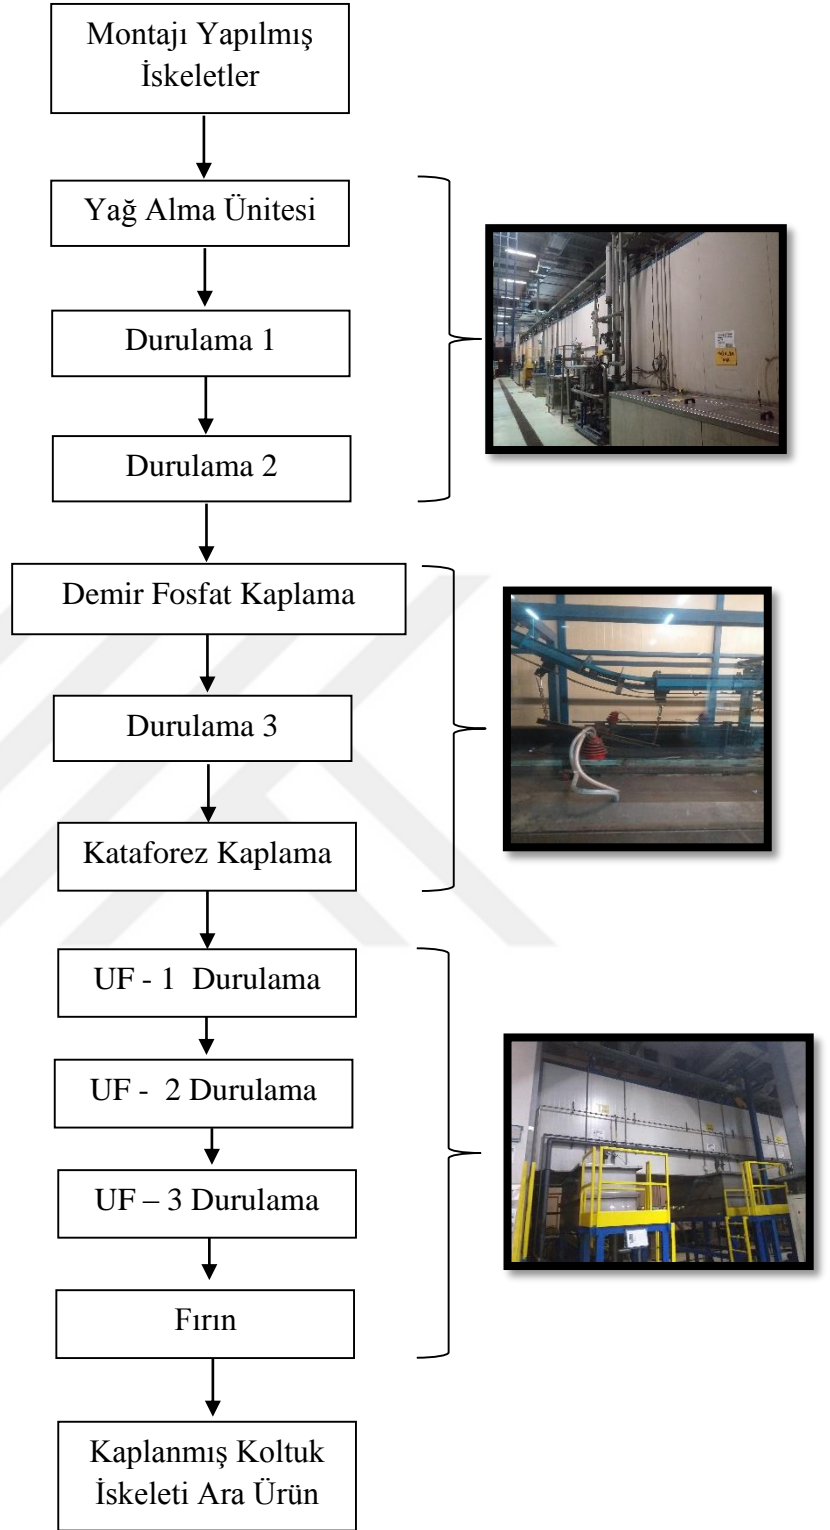 Montajı Yapılmış
İskeletler
Yağ Alma Ünitesi
Durulama 1
Durulama 2
Demir Fosfat Kaplama
Durulama 3
Kataforez Kaplama
UF - 1 Durulama
UF - 2 Durulama
UF – 3 Durulama
Fırın
Kaplanmış Koltuk
İskeleti Ara Ürün